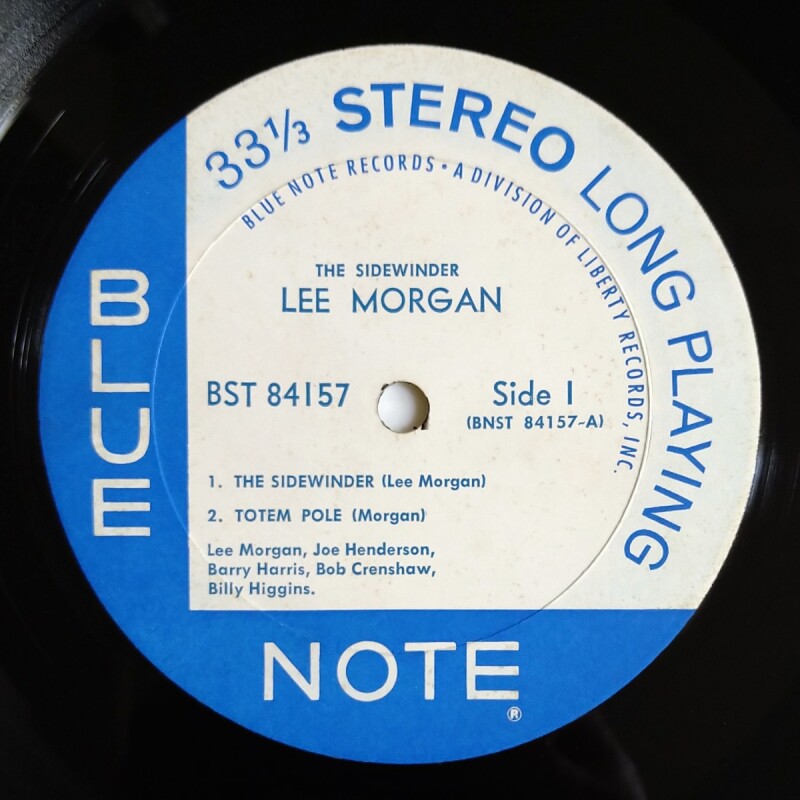 33⅓ STEREO LONG PLAYING
BLUE NOTE RECORDS • A DIVISION OF LIBERTY RECORDS, INC.
THE SIDEWINDER
LEE MORGAN
BST 84157
Side 1
(BNST 84157-A)
1. THE SIDEWINDER (Lee Morgan)
2. TOTEM POLE (Morgan)
Lee Morgan, Joe Henderson,
Barry Harris, Bob Crenshaw,
Billy Higgins.
BLUE
NOTE
®